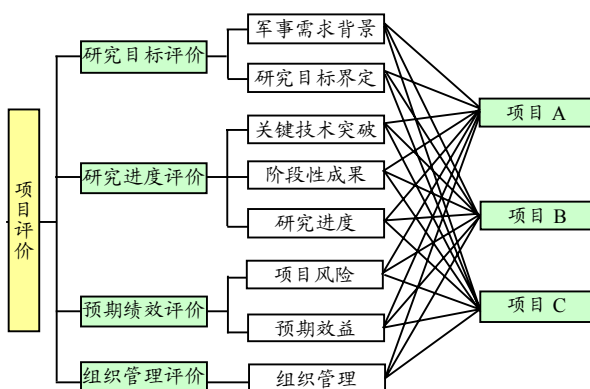 项目评价
研究目标评价
研究进度评价
预期绩效评价
组织管理评价
军事需求背景
研究目标界定
关键技术突破
阶段性成果
研究进度
项目风险
预期效益
组织管理
项目 A
项目 B
项目 C